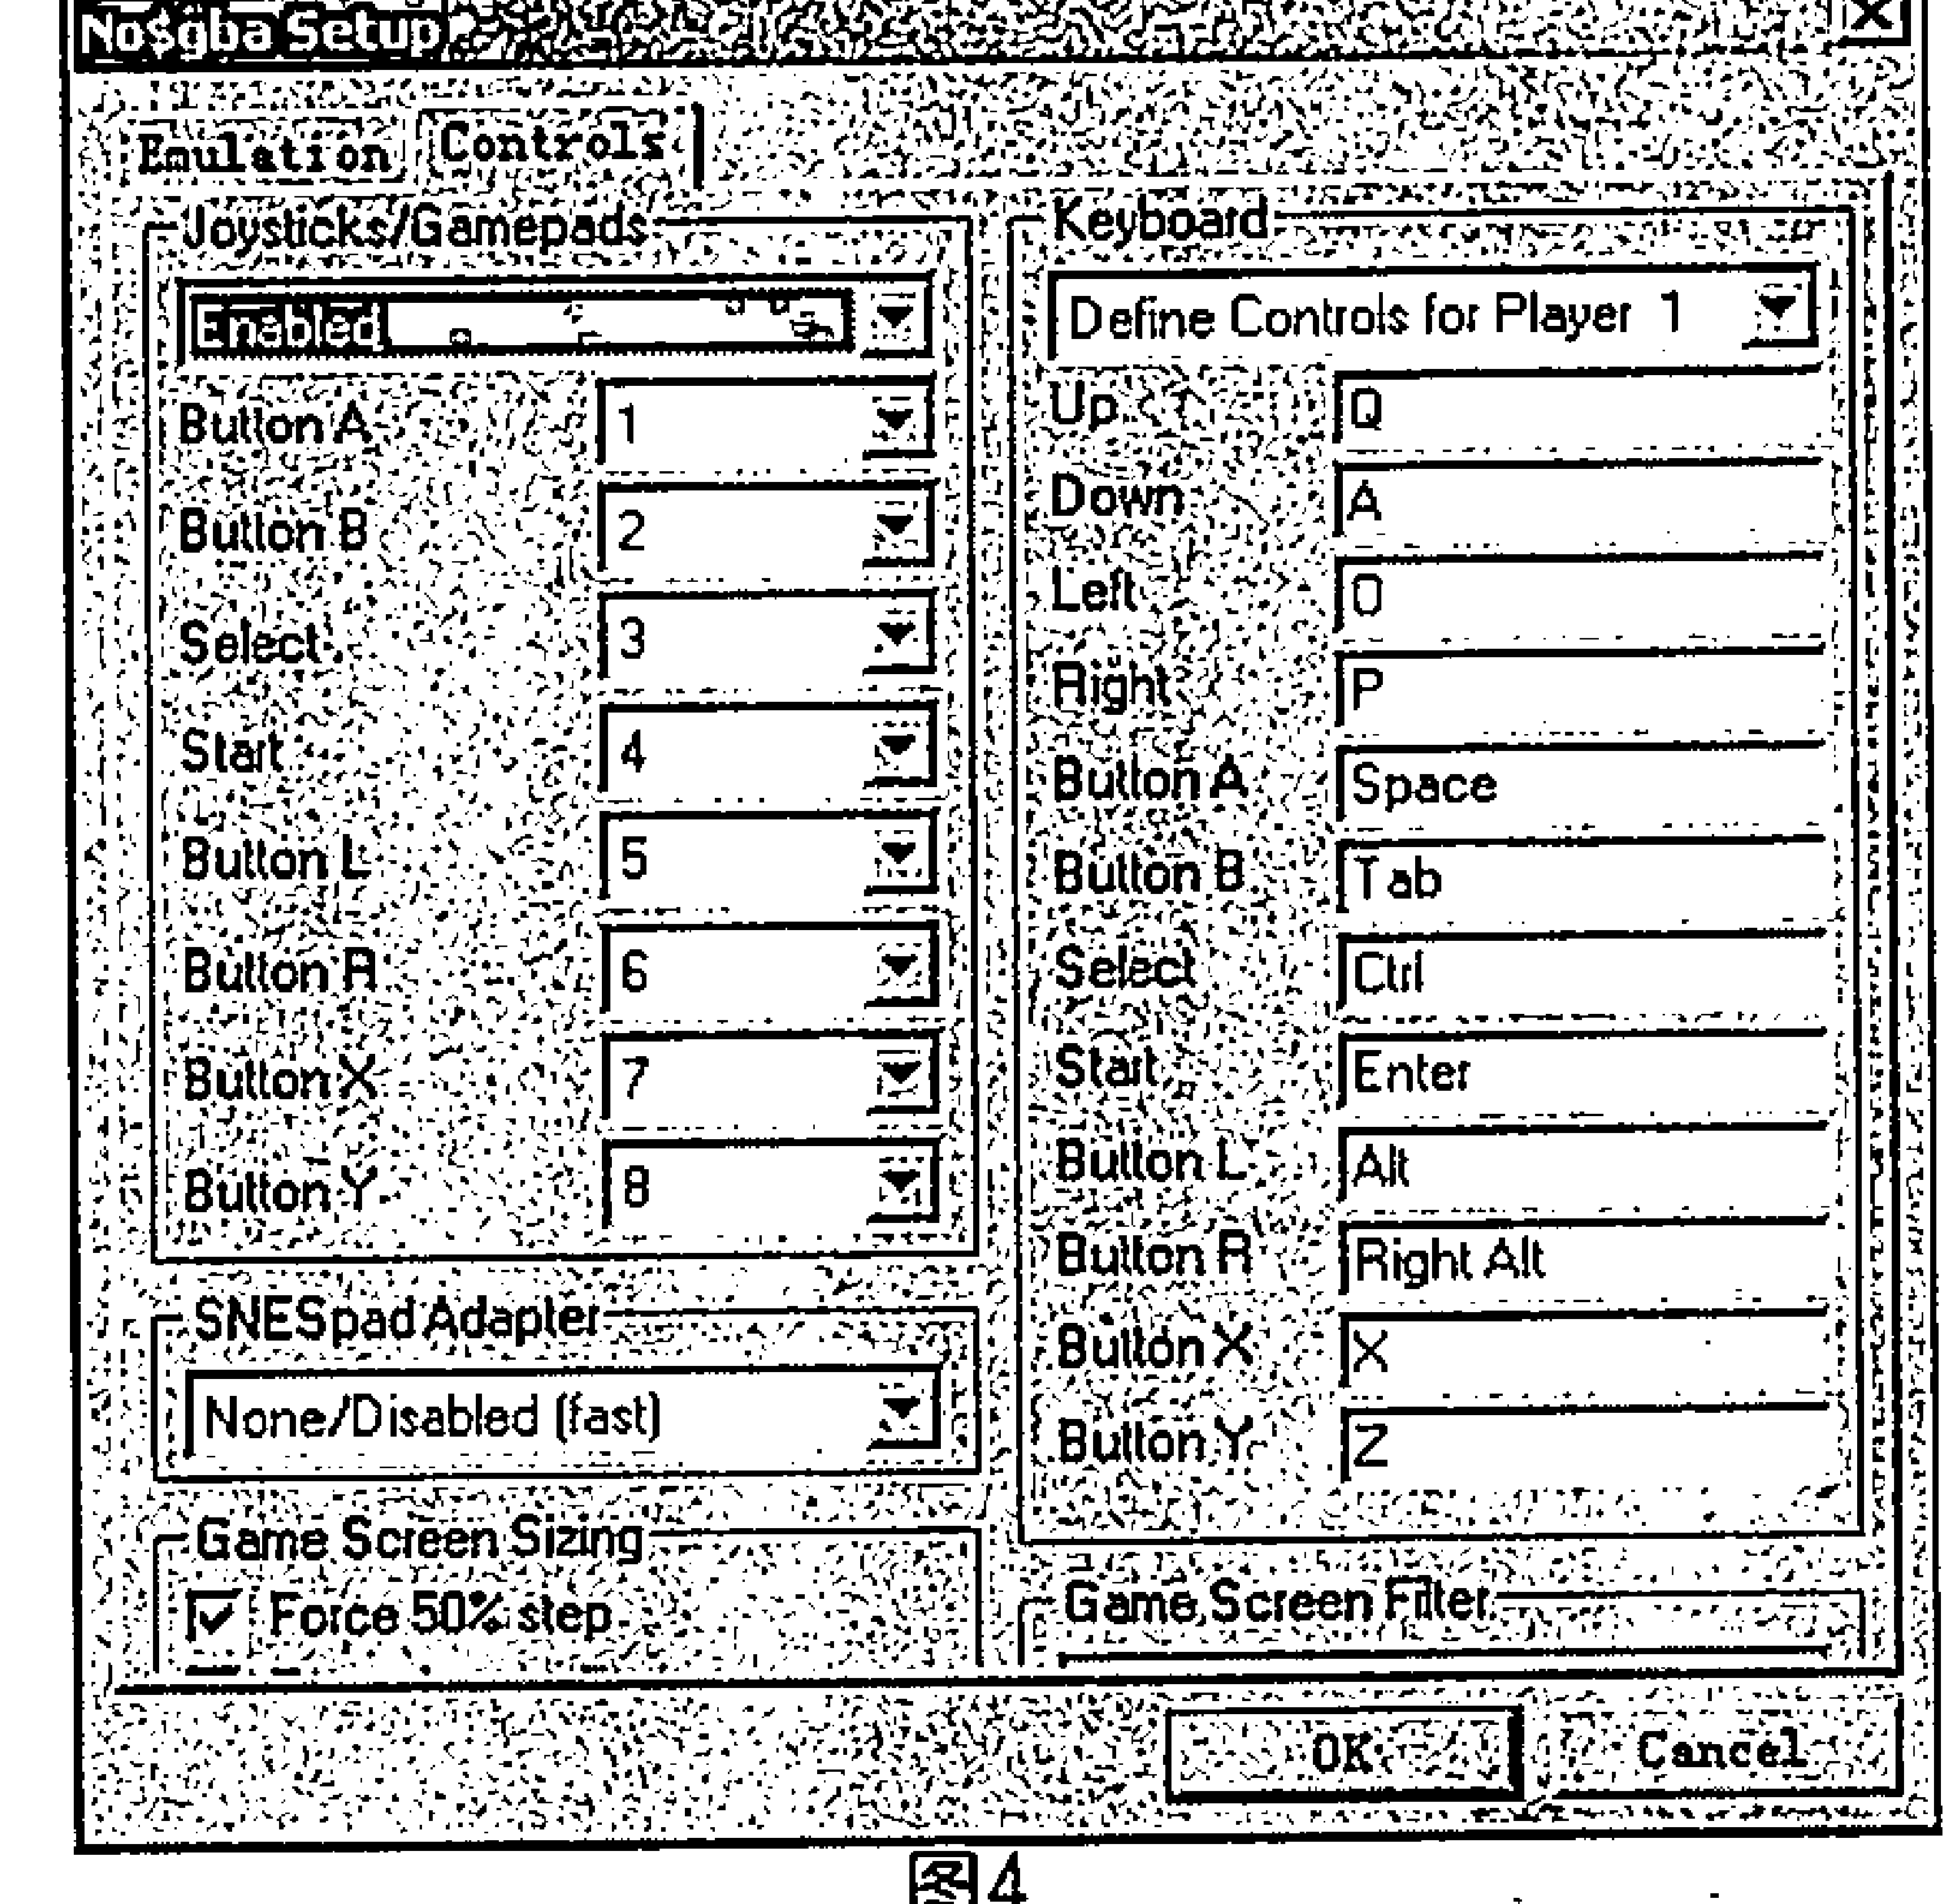 No$gba Setup
Emulation Controls
Joysticks/Gamepads
Enabled
Button A 1
Button B 2
Select 3
Start 4
Button L 5
Button R 6
Button X 7
Button Y 8
SNESpad Adapter
None/Disabled (fast)
Game Screen Sizing
Force 50% step
Keyboard
Define Controls for Player 1
Up Q
Down A
Left O
Right P
Button A Space
Button B Tab
Select Ctrl
Start Enter
Button L Alt
Button R Right Alt
Button X X
Button Y Z
Game Screen Filter
OK Cancel
图4